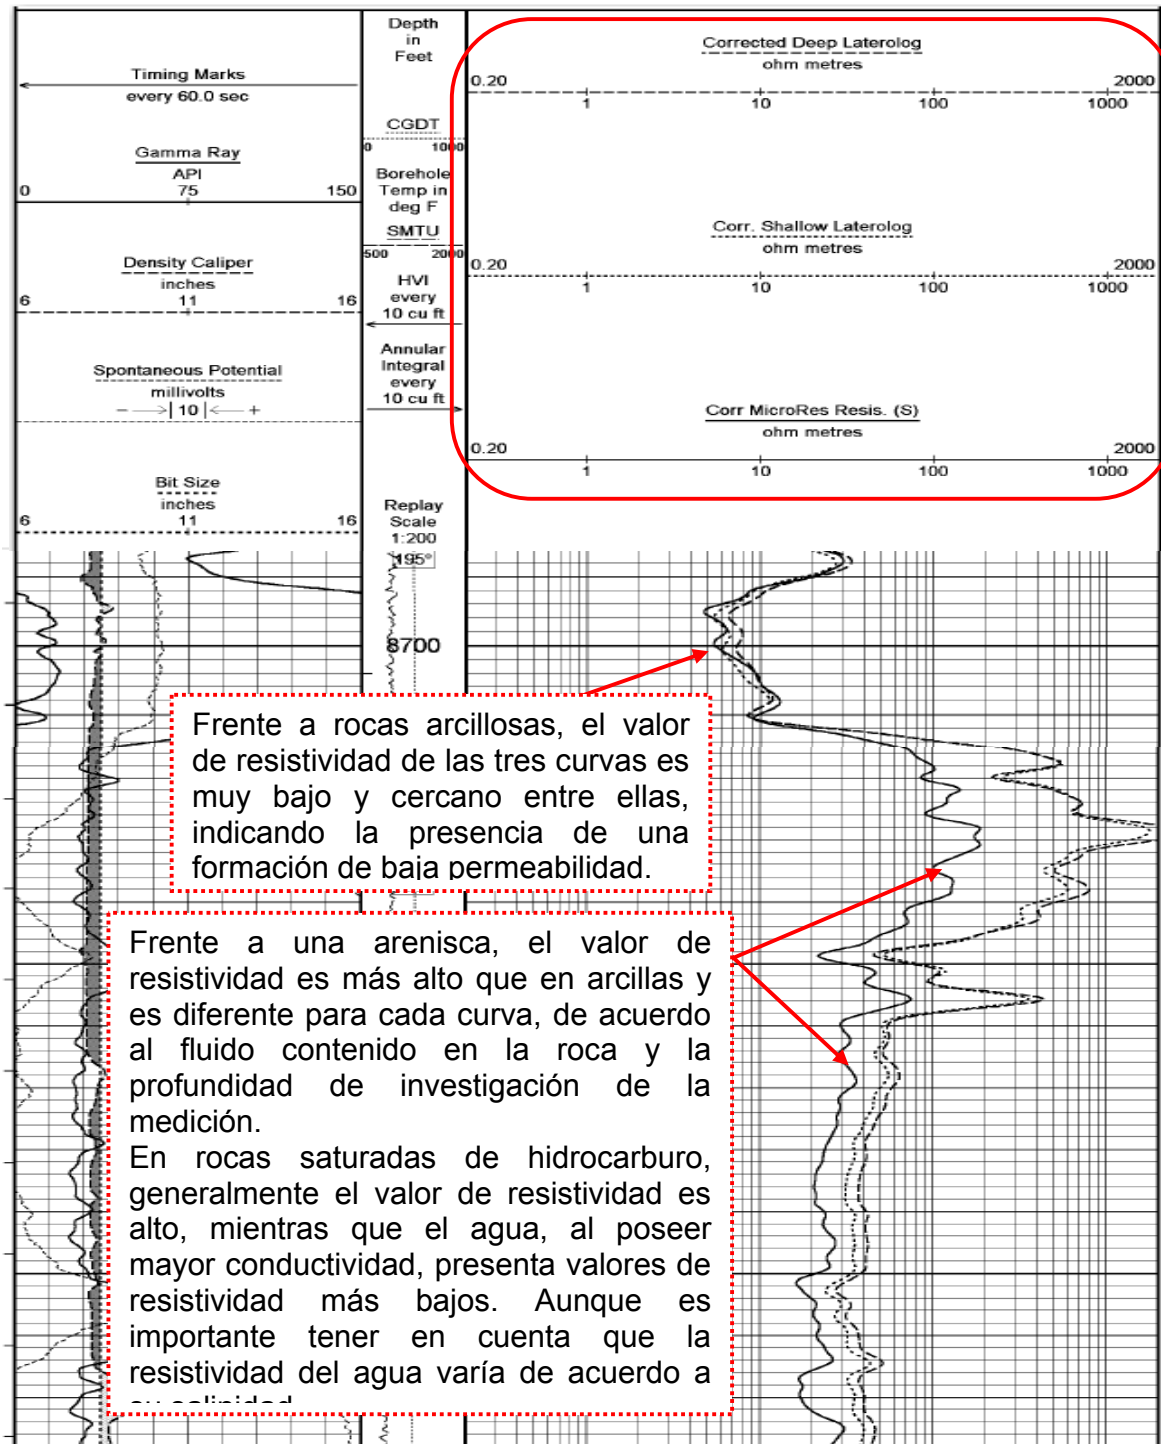 Timing Marks
every 60.0 sec
Gamma Ray
API
0 75 150
Density Caliper
inches
6 11 16
Spontaneous Potential
millivolts
- →|10|← +
Bit Size
inches
6 11 16
Depth
in
Feet
CGDT
0 1000
Borehole
Temp in
deg F
SMTU
500 2000
HVI
every
10 cu ft
Annular
Integral
every
10 cu ft
Replay
Scale
1:200
195°
8700
Corrected Deep Laterolog
ohm metres
0.20 2000
1 10 100 1000
Corr. Shallow Laterolog
ohm metres
0.20 2000
1 10 100 1000
Corr MicroRes Resis. (S)
ohm metres
0.20 2000
1 10 100 1000
Frente a rocas arcillosas, el valor
de resistividad de las tres curvas es
muy bajo y cercano entre ellas,
indicando la presencia de una
formación de baja permeabilidad.
Frente a una arenisca, el valor de
resistividad es más alto que en arcillas y
es diferente para cada curva, de acuerdo
al fluido contenido en la roca y la
profundidad de investigación de la
medición.
En rocas saturadas de hidrocarburo,
generalmente el valor de resistividad es
alto, mientras que el agua, al poseer
mayor conductividad, presenta valores de
resistividad más bajos. Aunque es
importante tener en cuenta que la
resistividad del agua varía de acuerdo a
su salinidad